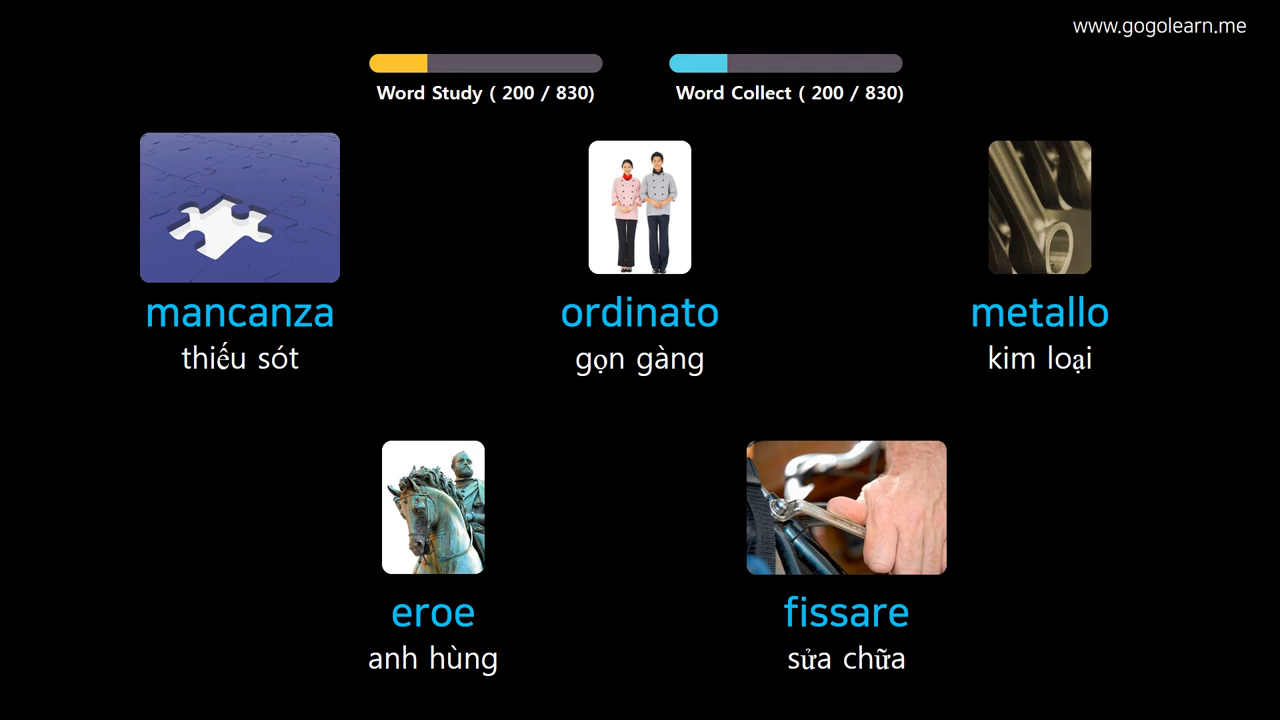 www.gogolearn.me
Word Study ( 200 / 830)
Word Collect ( 200 / 830)
mancanza
thiếu sót
ordinato
gọn gàng
metallo
kim loại
eroe
anh hùng
fissare
sửa chữa